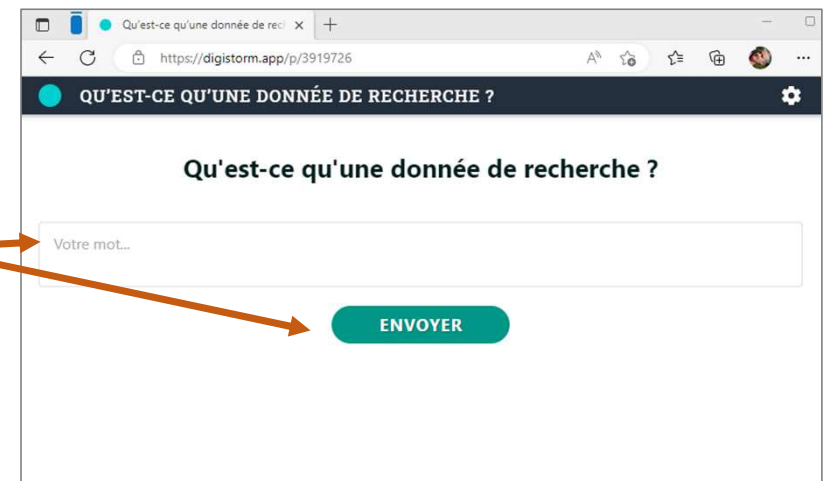 Qu'est-ce qu'une donnée de rec
https://digistorm.app/p/3919726
QU'EST-CE QU'UNE DONNÉE DE RECHERCHE ?
Qu'est-ce qu'une donnée de recherche ?
Votre mot...
ENVOYER